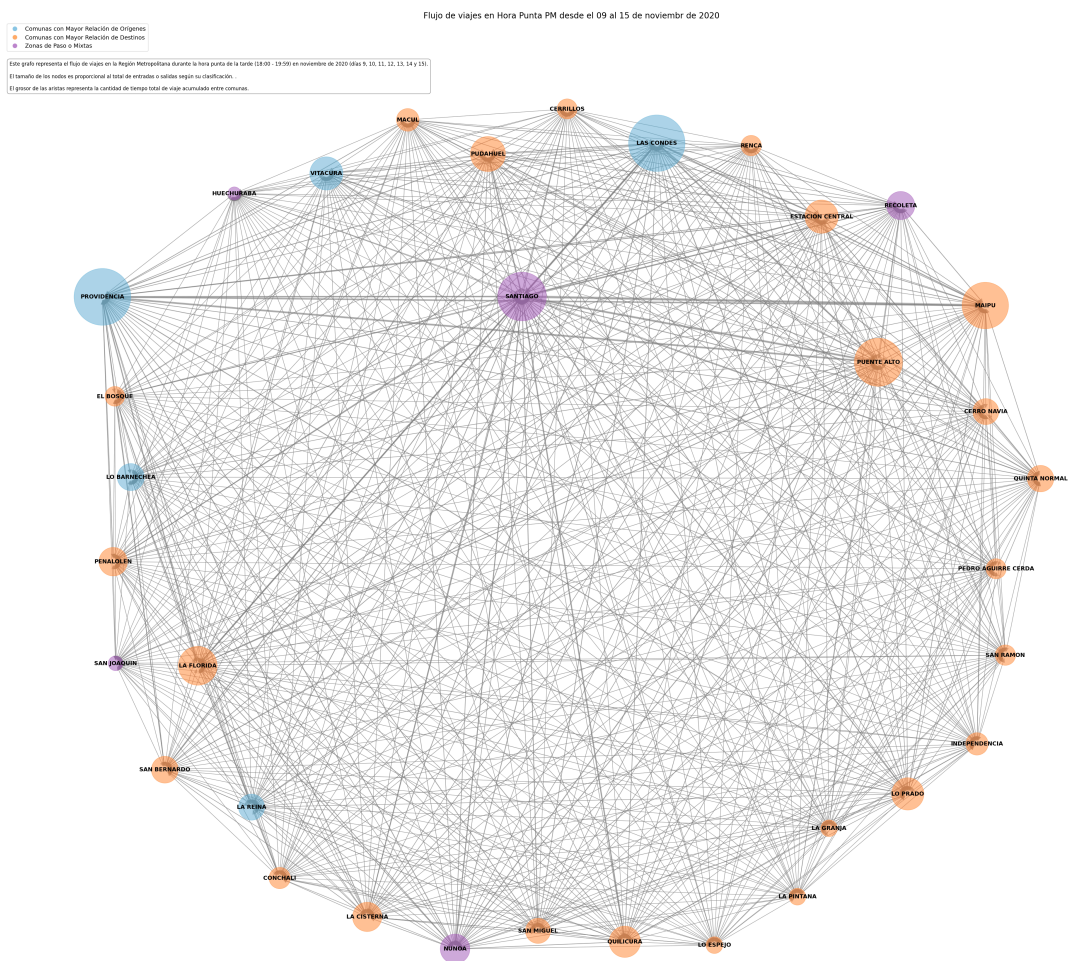 Flujo de viajes en Hora Punta PM desde el 09 al 15 de noviembr de 2020
Comunas con Mayor Relación de Orígenes
Comunas con Mayor Relación de Destinos
Zonas de Paso o Mixtas
Este grafo representa el flujo de viajes en la Región Metropolitana durante la hora punta de la tarde (18:00 - 19:59) en noviembre de 2020 (días 9, 10, 11, 12, 13, 14 y 15).
El tamaño de los nodos es proporcional al total de entradas o salidas según su clasificación. .
El grosor de las aristas representa la cantidad de tiempo total de viaje acumulado entre comunas.
CERRILLOS
MACUL
LAS CONDES
RENCA
PUDAHUEL
VITACURA
HUECHURABA
RECOLETA
ESTACION CENTRAL
PROVIDENCIA
SANTIAGO
MAIPU
PUENTE ALTO
EL BOSQUE
CERRO NAVIA
LO BARNECHEA
QUINTA NORMAL
PENALOLEN
PEDRO AGUIRRE CERDA
SAN JOAQUIN
LA FLORIDA
SAN RAMON
INDEPENDENCIA
SAN BERNARDO
LO PRADO
LA REINA
LA GRANJA
CONCHALI
LA PINTANA
LA CISTERNA
SAN MIGUEL
QUILICURA
LO ESPEJO
NUNOA